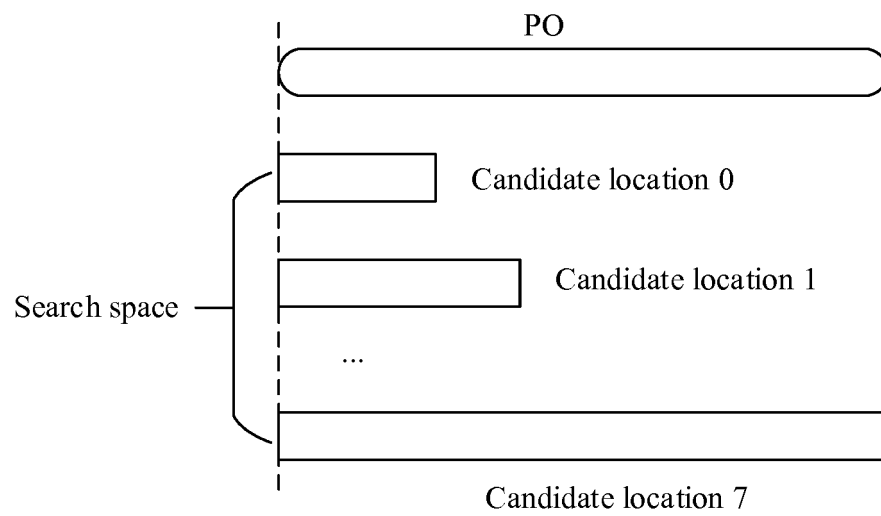 PO
Candidate location 0
Candidate location 1
Search space
...
Candidate location 7